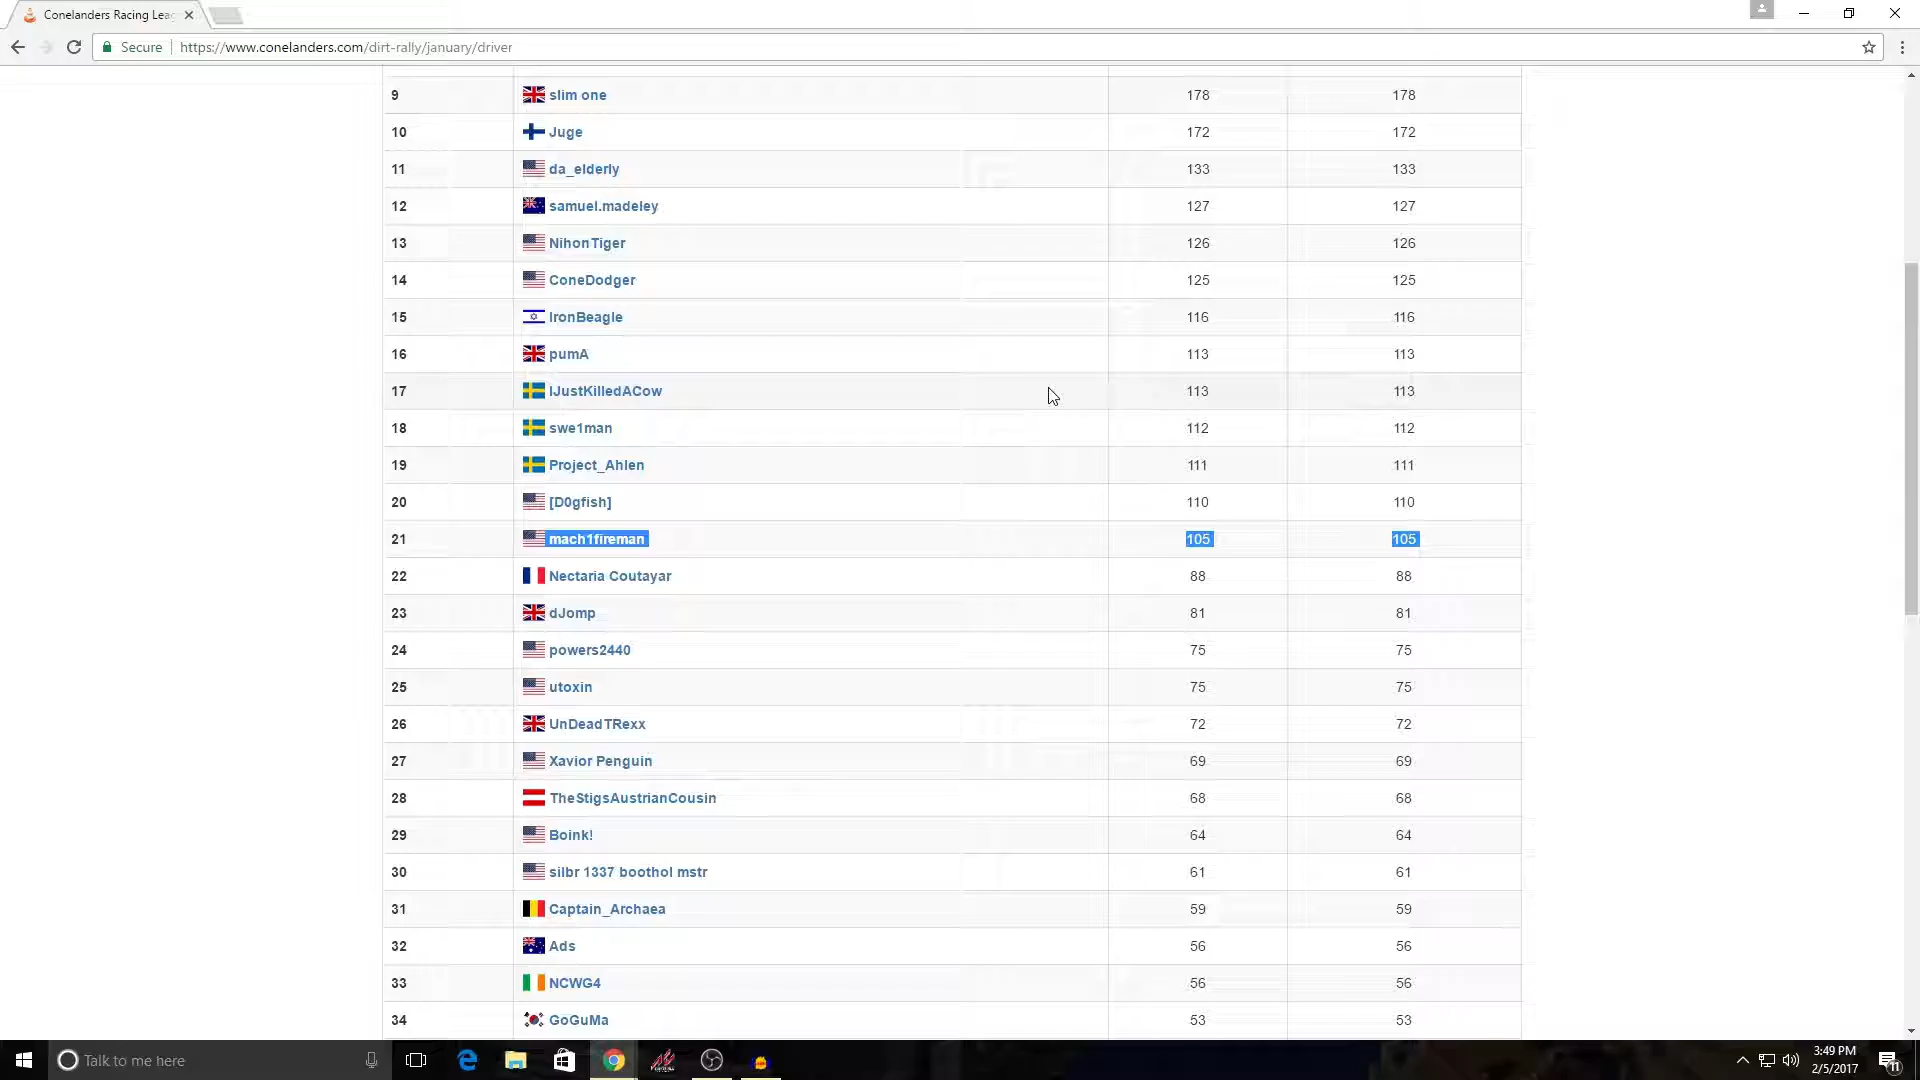 Conelanders Racing Lea
Secure https://www.conelanders.com/dirt-rally/january/driver
9 slim one 178 178
10 Juge 172 172
11 da_elderly 133 133
12 samuel.madeley 127 127
13 NihonTiger 126 126
14 ConeDodger 125 125
15 IronBeagle 116 116
16 pumA 113 113
17 IJustKilledACow 113 113
18 swe1man 112 112
19 Project_Ahlen 111 111
20 [D0gfish] 110 110
21 mach1fireman 105 105
22 Nectaria Coutayar 88 88
23 dJomp 81 81
24 powers2440 75 75
25 utoxin 75 75
26 UnDeadTRexx 72 72
27 Xavior Penguin 69 69
28 TheStigsAustrianCousin 68 68
29 Boink! 64 64
30 silbr 1337 boothol mstr 61 61
31 Captain_Archaea 59 59
32 Ads 56 56
33 NCWG4 56 56
34 GoGuMa 53 53
Talk to me here
3:49 PM
2/5/2017
11